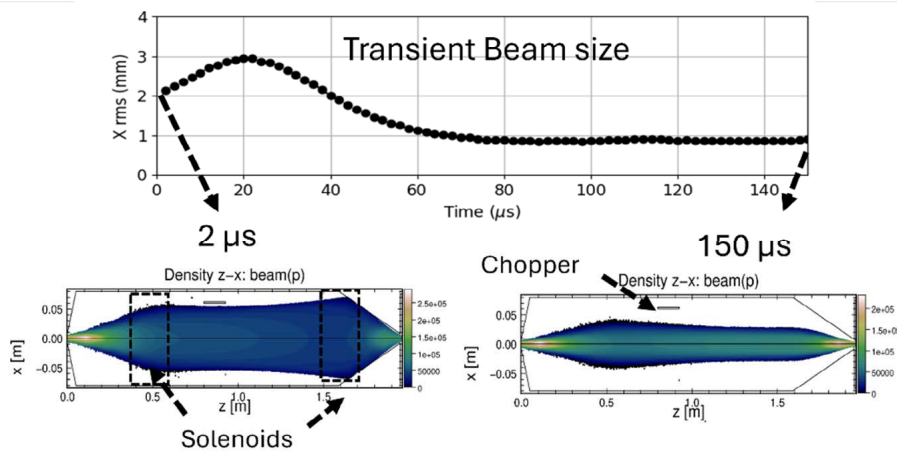 Transient Beam size
4
3
2
1
0
X rms (mm)
0 20 40 60 80 100 120 140
Time (μs)
2 μs
150 μs
Chopper
Density z-x: beam(p)
0.05
0.00
-0.05
x [m]
0.0 0.5 1.0 1.5
z [m]
2.5e+05
2e+05
1.5e+05
1e+05
50000
0
Density z-x: beam(p)
0.05
0.00
-0.05
x [m]
0.0 0.5 1.0 1.5
z [m]
2e+05
1.5e+05
1e+05
50000
0
Solenoids